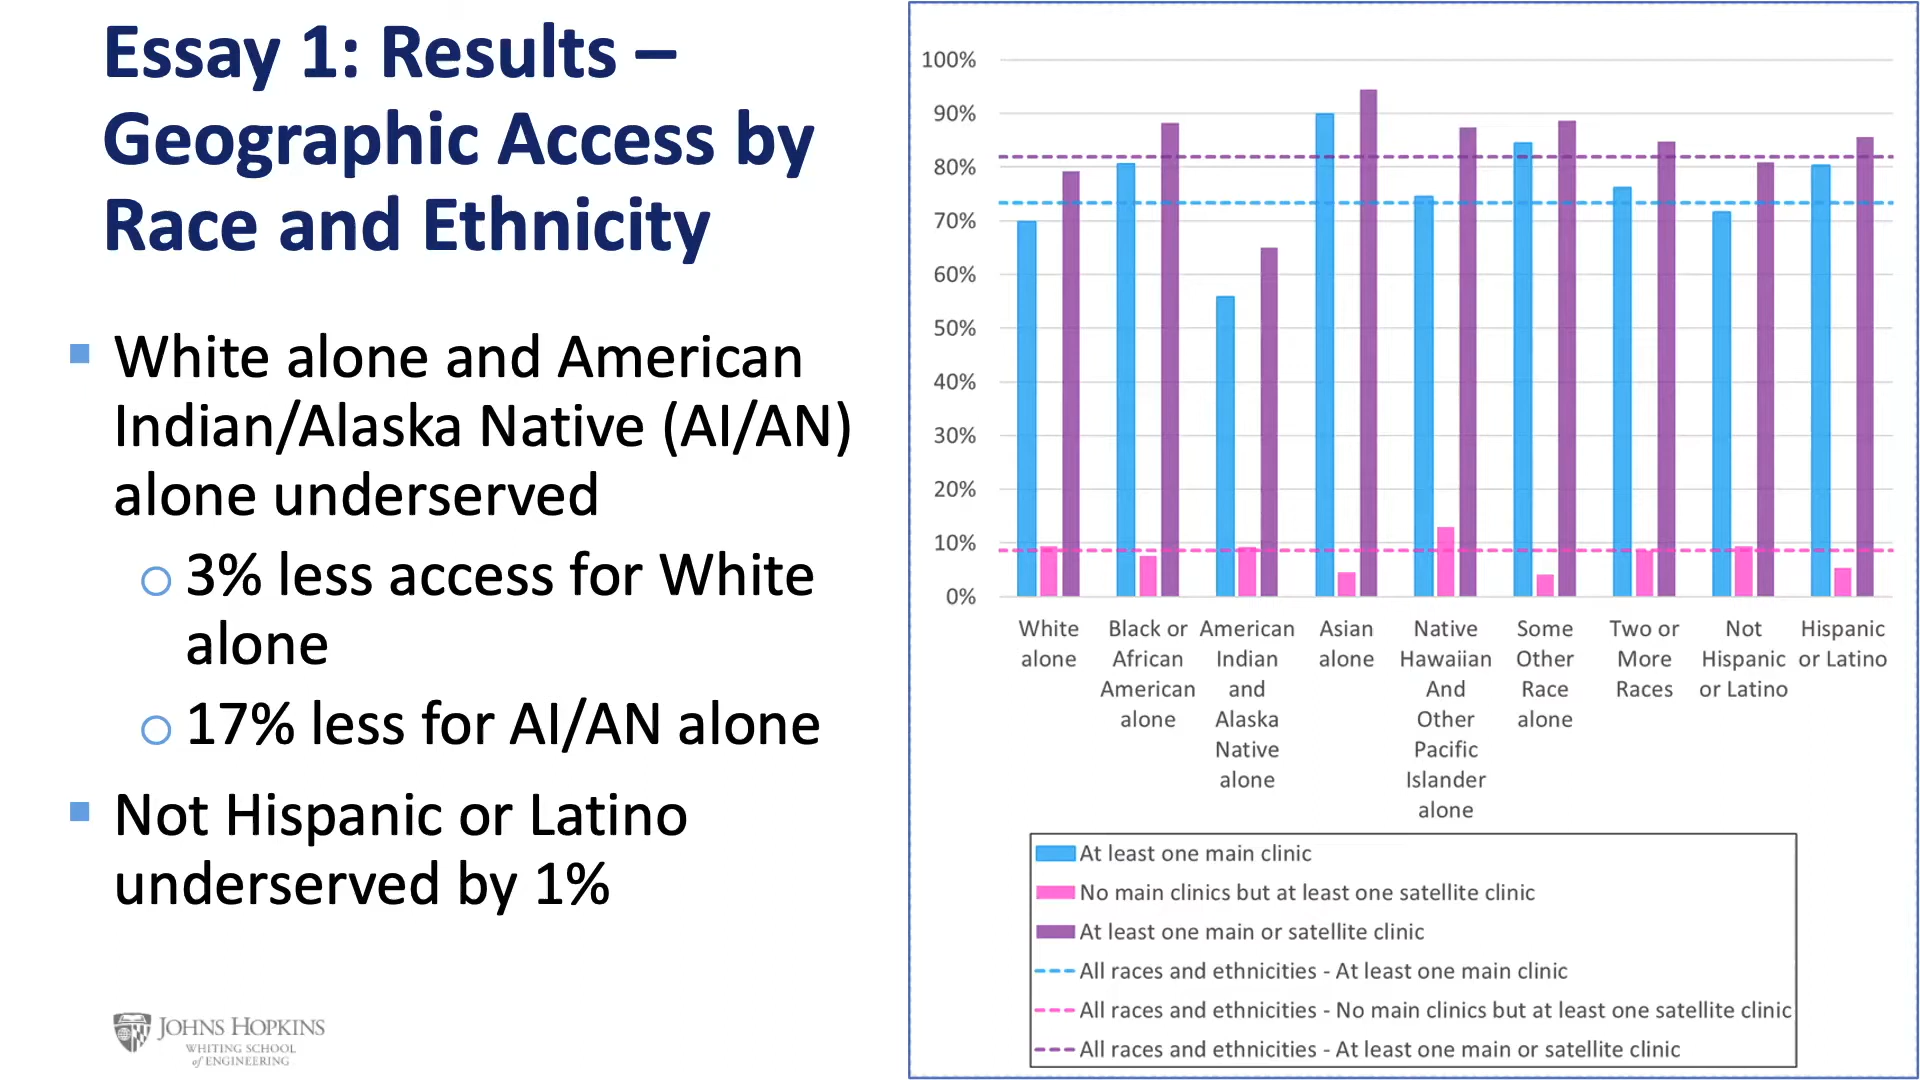 Essay 1: Results –
Geographic Access by
Race and Ethnicity
White alone and American
Indian/Alaska Native (AI/AN)
alone underserved
3% less access for White
alone
17% less for AI/AN alone
Not Hispanic or Latino
underserved by 1%
JOHNS HOPKINS
WHITING SCHOOL
of ENGINEERING
100%
90%
80%
70%
60%
50%
40%
30%
20%
10%
0%
White
alone
Black or
African
American
alone
American
Indian
and
Alaska
Native
alone
Asian
alone
Native
Hawaiian
And
Other
Pacific
Islander
alone
Some
Other
Race
alone
Two or
More
Races
Not
Hispanic
or Latino
Hispanic
or Latino
At least one main clinic
No main clinics but at least one satellite clinic
At least one main or satellite clinic
All races and ethnicities - At least one main clinic
All races and ethnicities - No main clinics but at least one satellite clinic
All races and ethnicities - At least one main or satellite clinic